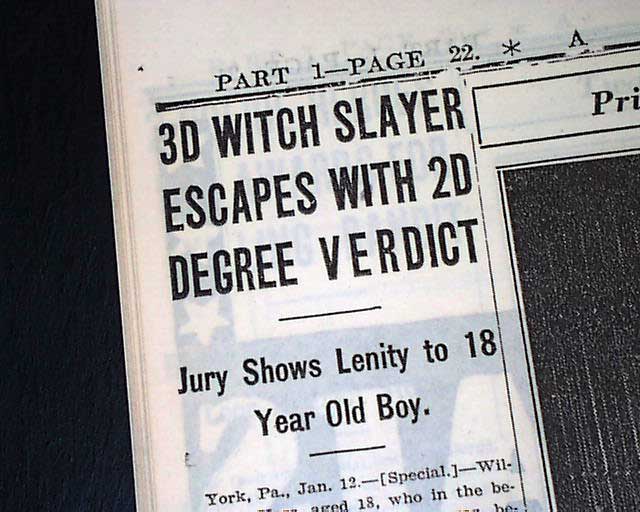 PART 1—PAGE 22. * A
Pri
3D WITCH SLAYER
ESCAPES WITH 2D
DEGREE VERDICT
Jury Shows Lenity to 18
Year Old Boy.
York, Pa., Jan. 12.—[Special.]—Wil-
aged 18, who in the be-